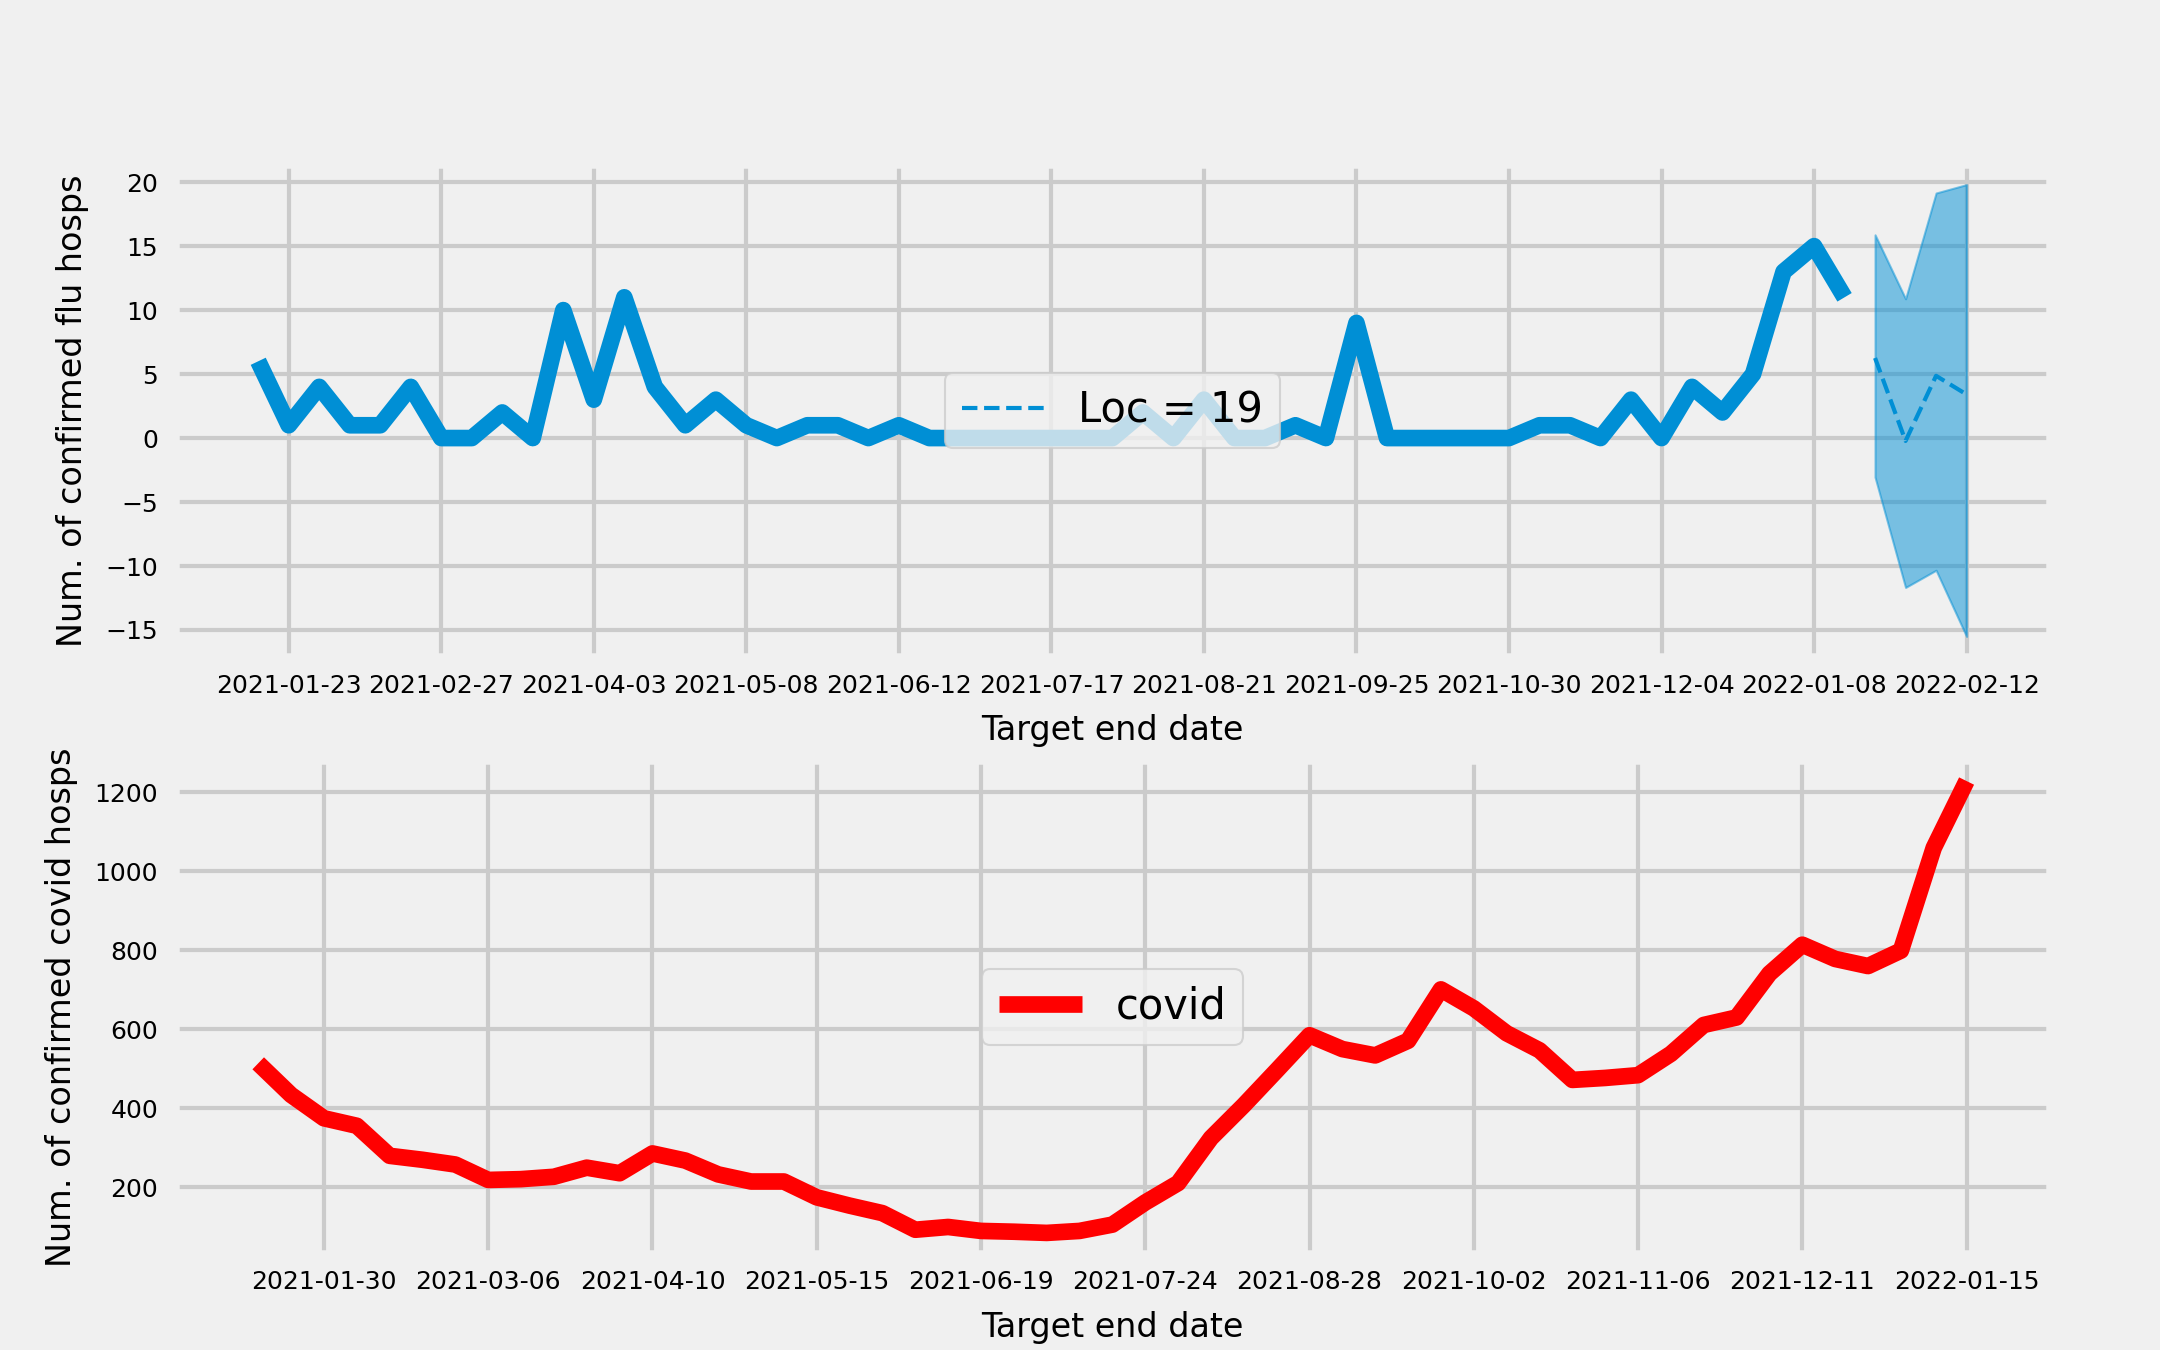 Num. of confirmed flu hosps
20
15
10
5
0
−5
−10
−15
Loc = 19
2021-01-23 2021-02-27 2021-04-03 2021-05-08 2021-06-12 2021-07-17 2021-08-21 2021-09-25 2021-10-30 2021-12-04 2022-01-08 2022-02-12
Target end date
Num. of confirmed covid hosps
1200
1000
800
600
400
200
covid
2021-01-30 2021-03-06 2021-04-10 2021-05-15 2021-06-19 2021-07-24 2021-08-28 2021-10-02 2021-11-06 2021-12-11 2022-01-15
Target end date